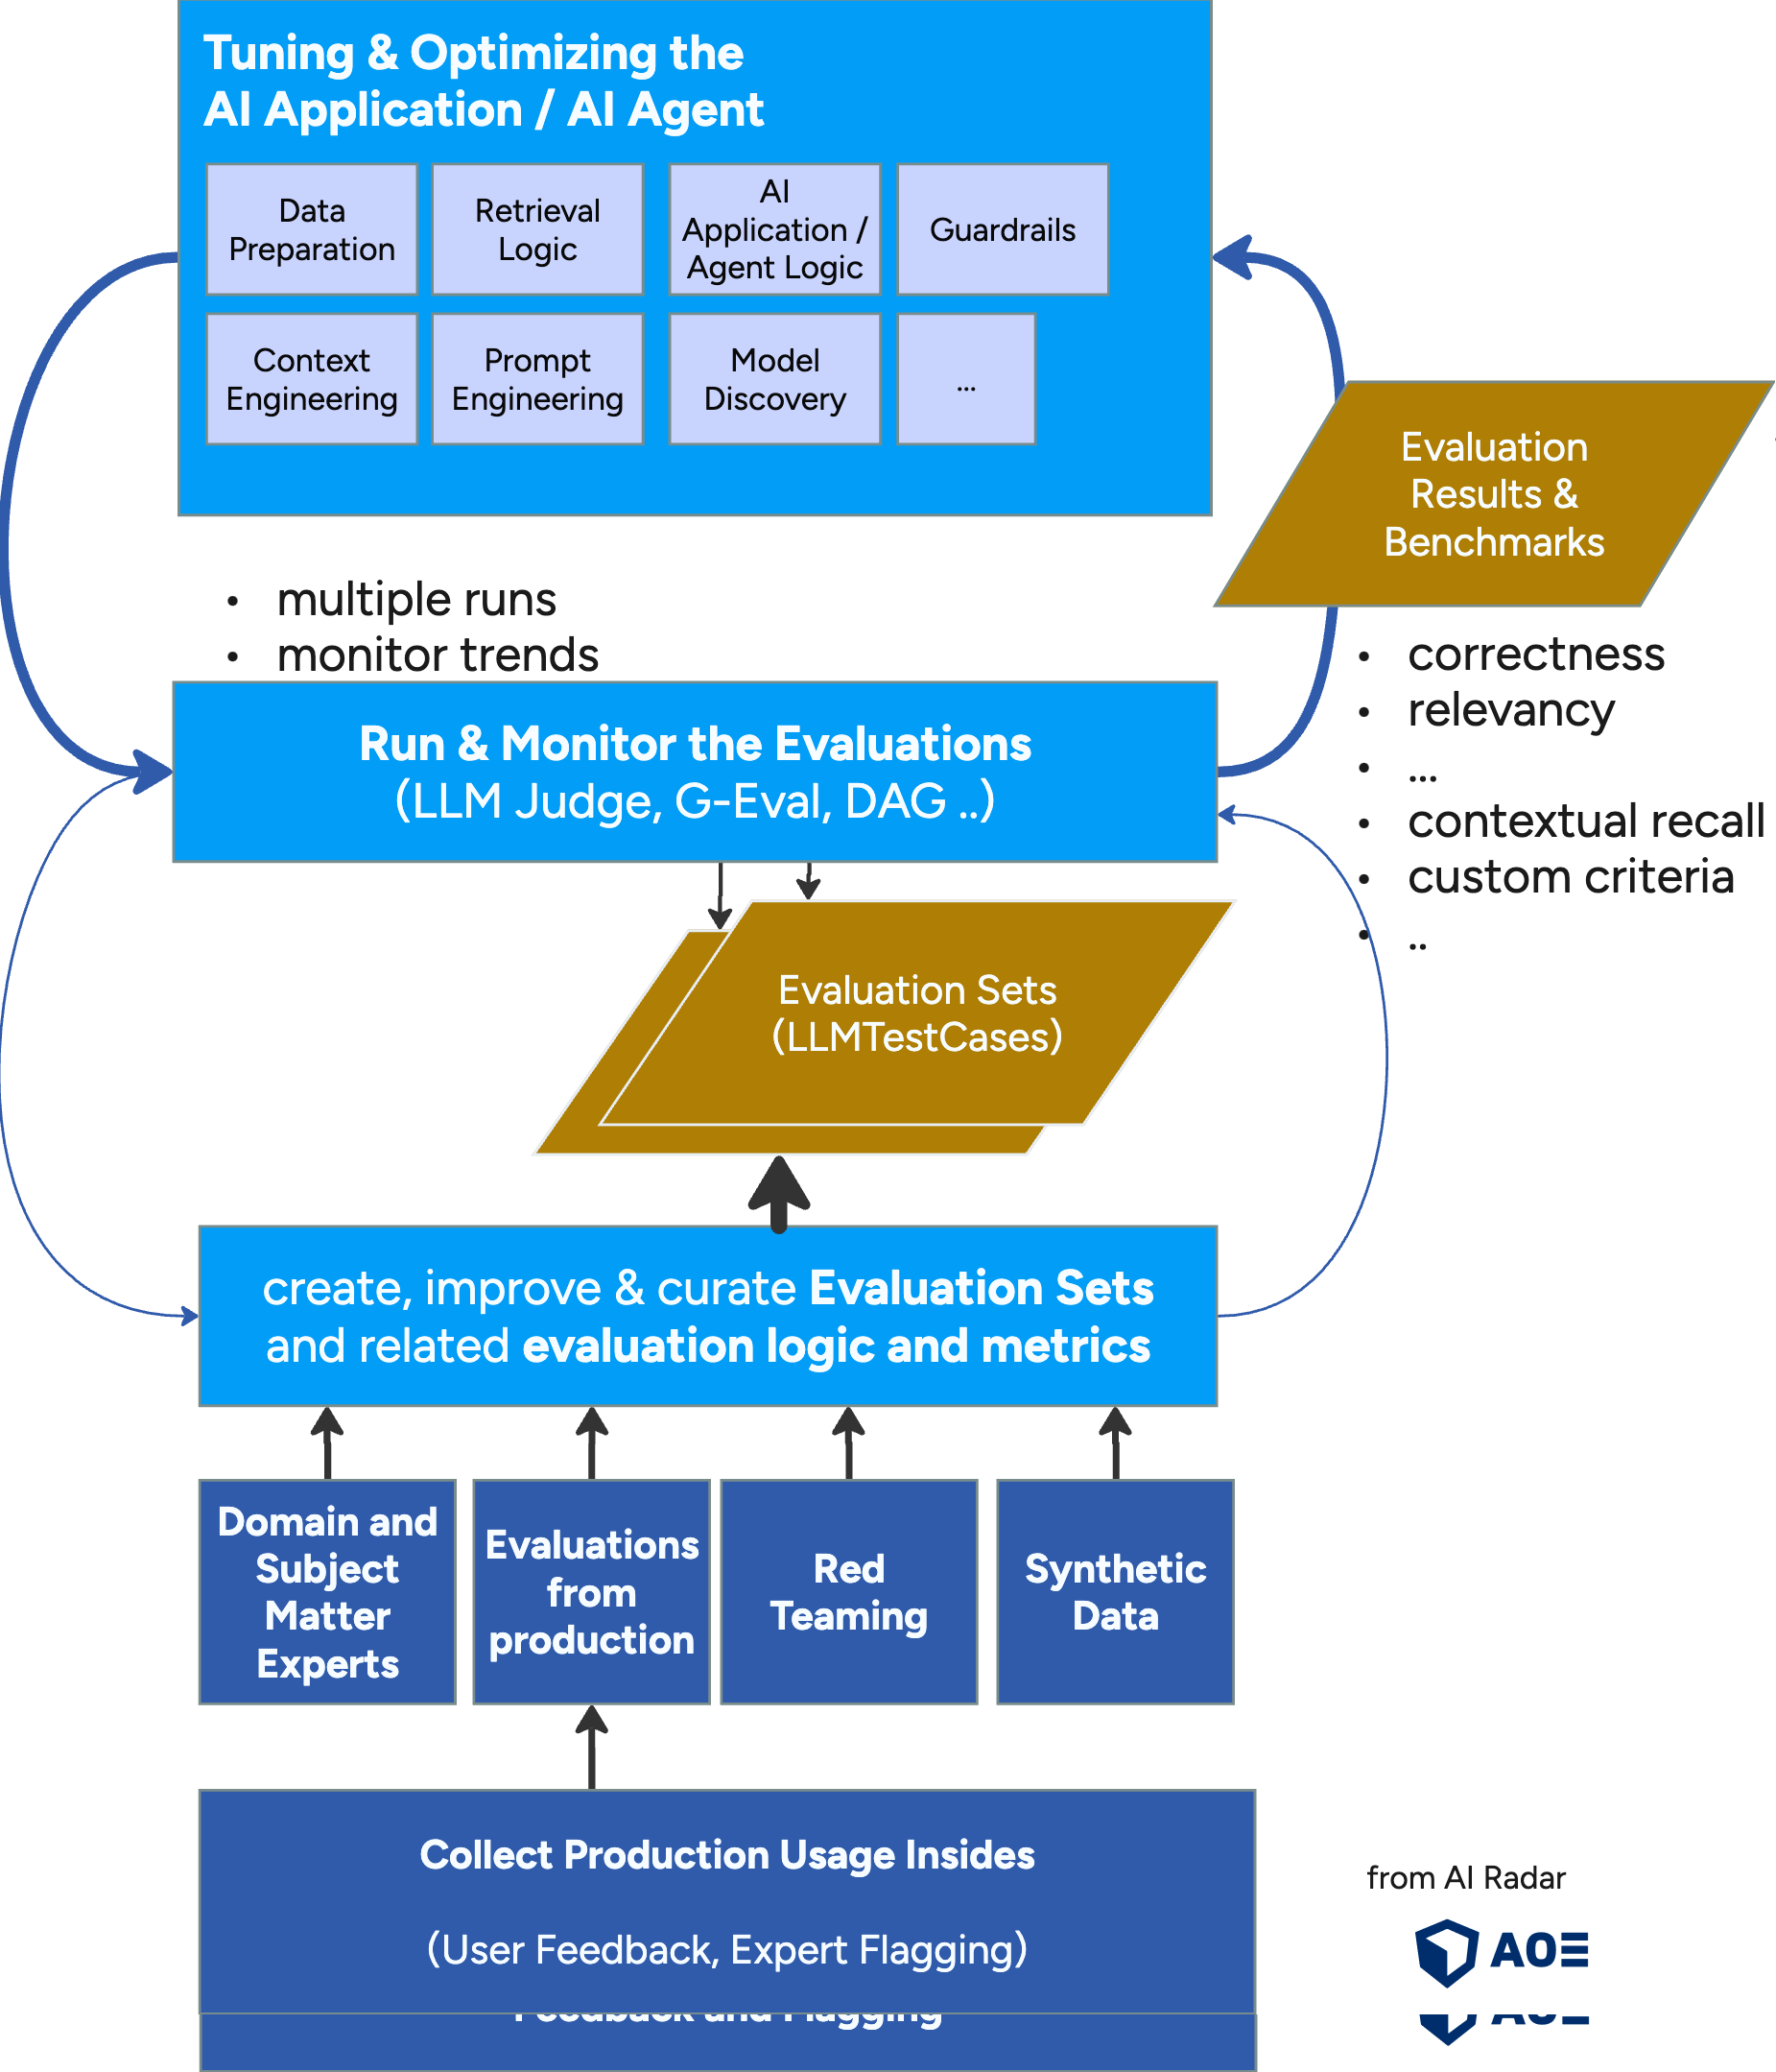 Tuning & Optimizing the
AI Application / AI Agent
Data
Preparation
Retrieval
Logic
AI
Application /
Agent Logic
Guardrails
Context
Engineering
Prompt
Engineering
Model
Discovery
...
Evaluation
Results &
Benchmarks
• multiple runs
• monitor trends
• correctness
• relevancy
• ...
• contextual recall
• custom criteria
• ..
Run & Monitor the Evaluations
(LLM Judge, G-Eval, DAG ..)
Evaluation Sets
(LLMTestCases)
create, improve & curate Evaluation Sets
and related evaluation logic and metrics
Domain and
Subject
Matter
Experts
Evaluations
from
production
Red
Teaming
Synthetic
Data
Collect Production Usage Insides
(User Feedback, Expert Flagging)
Feedback and Flagging
from AI Radar
AOE
AOE